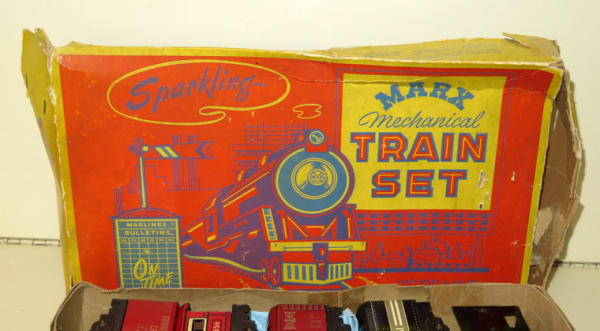 Sparkling...
MARX
Mechanical
TRAIN
SET
MARLINES
BULLETINS
ON
TIME